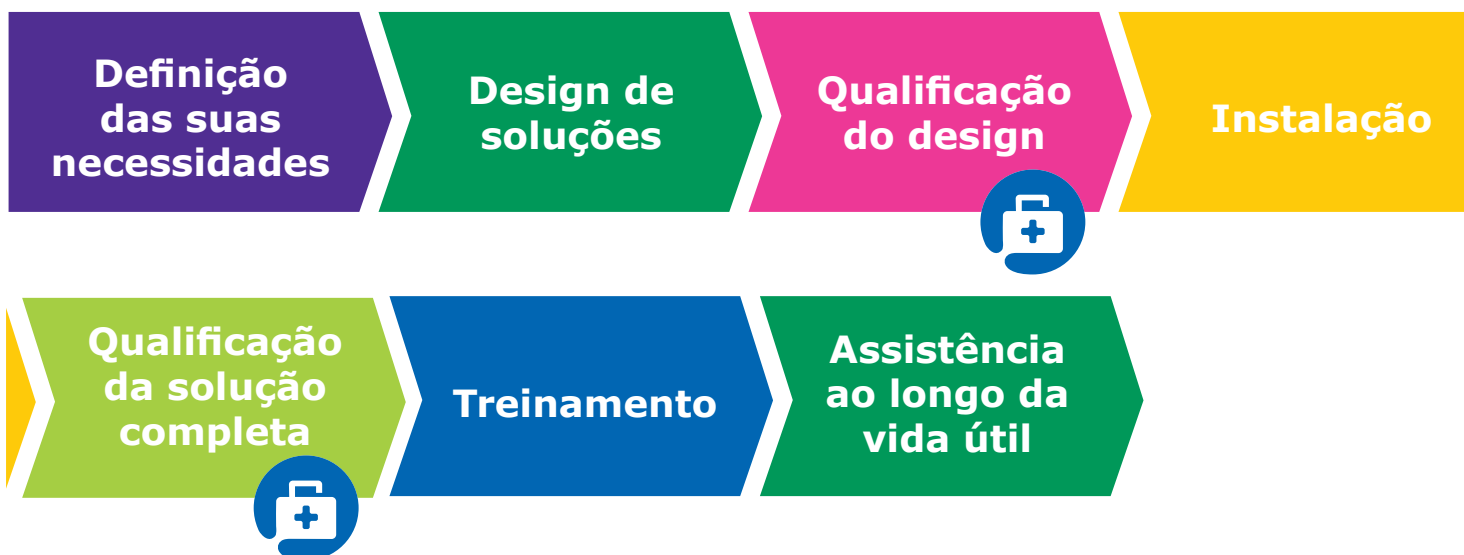 Definição
das suas
necessidades
Design de
soluções
Qualificação
do design
Instalação
Qualificação
da solução
completa
Treinamento
Assistência
ao longo da
vida útil